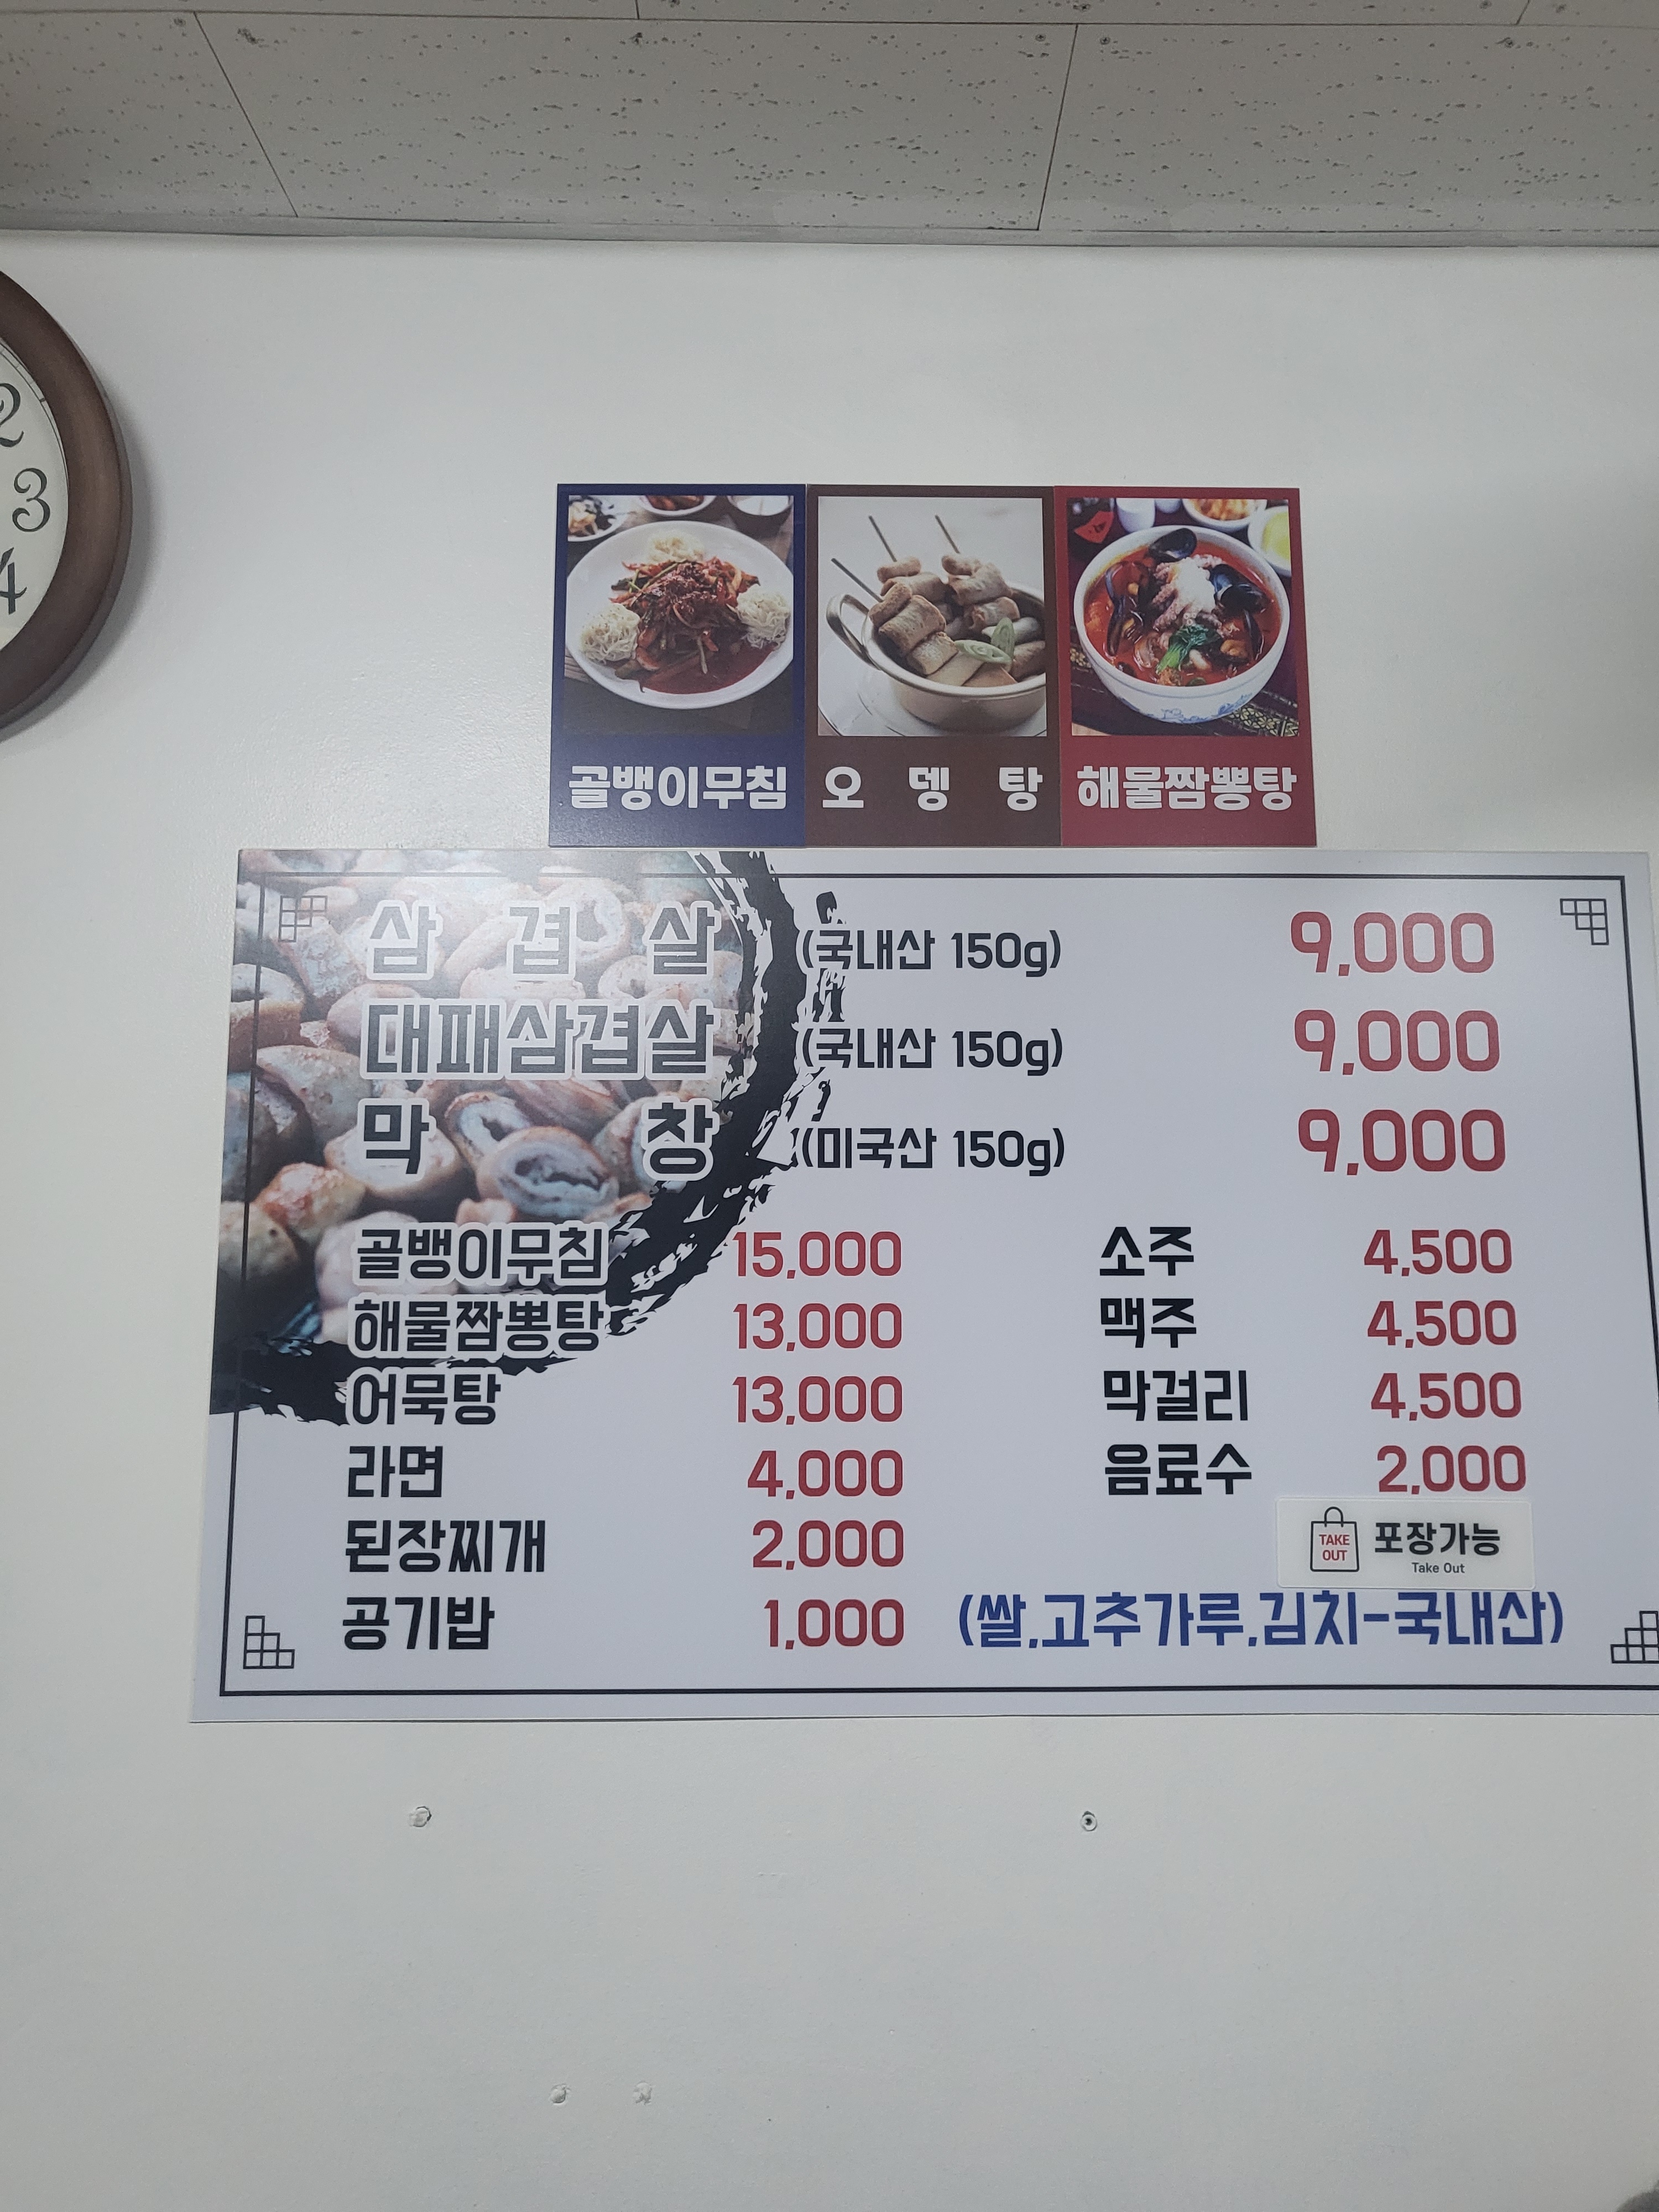 2
3
4
골뱅이무침
오뎅탕
해물짬뽕탕
삼겹살 (국내산 150g) 9,000
대패삼겹살 (국내산 150g) 9,000
막창 (미국산 150g) 9,000
골뱅이무침 15,000 소주 4,500
해물짬뽕탕 13,000 맥주 4,500
어묵탕 13,000 막걸리 4,500
라면 4,000 음료수 2,000
TAKE OUT 포장가능
Take Out
된장찌개 2,000
공기밥 1,000 (쌀,고추가루,김치-국내산)